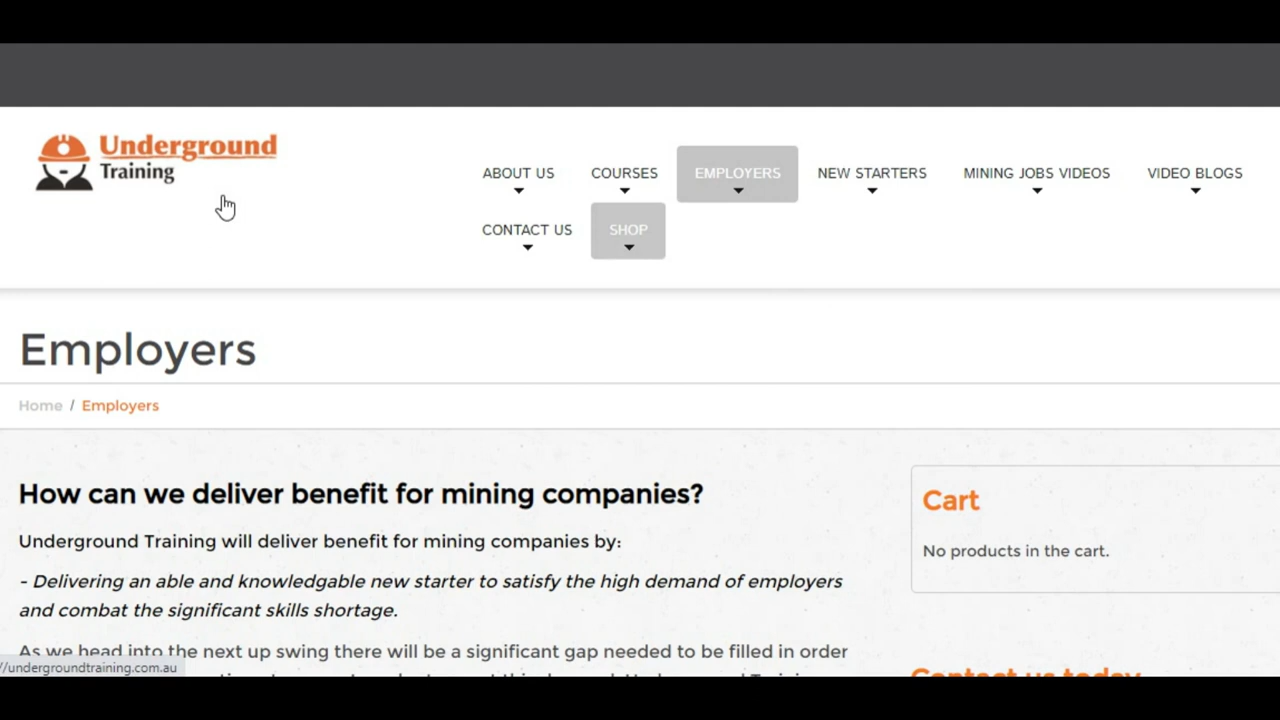 Underground
Training
ABOUT US
COURSES
EMPLOYERS
NEW STARTERS
MINING JOBS VIDEOS
VIDEO BLOGS
CONTACT US
SHOP
Employers
Home / Employers
How can we deliver benefit for mining companies?
Underground Training will deliver benefit for mining companies by:
- Delivering an able and knowledgable new starter to satisfy the high demand of employers
and combat the significant skills shortage.
Cart
No products in the cart.
As we head into the next up swing there will be a significant gap needed to be filled in order
Contact us today
//undergroundtraining.com.au